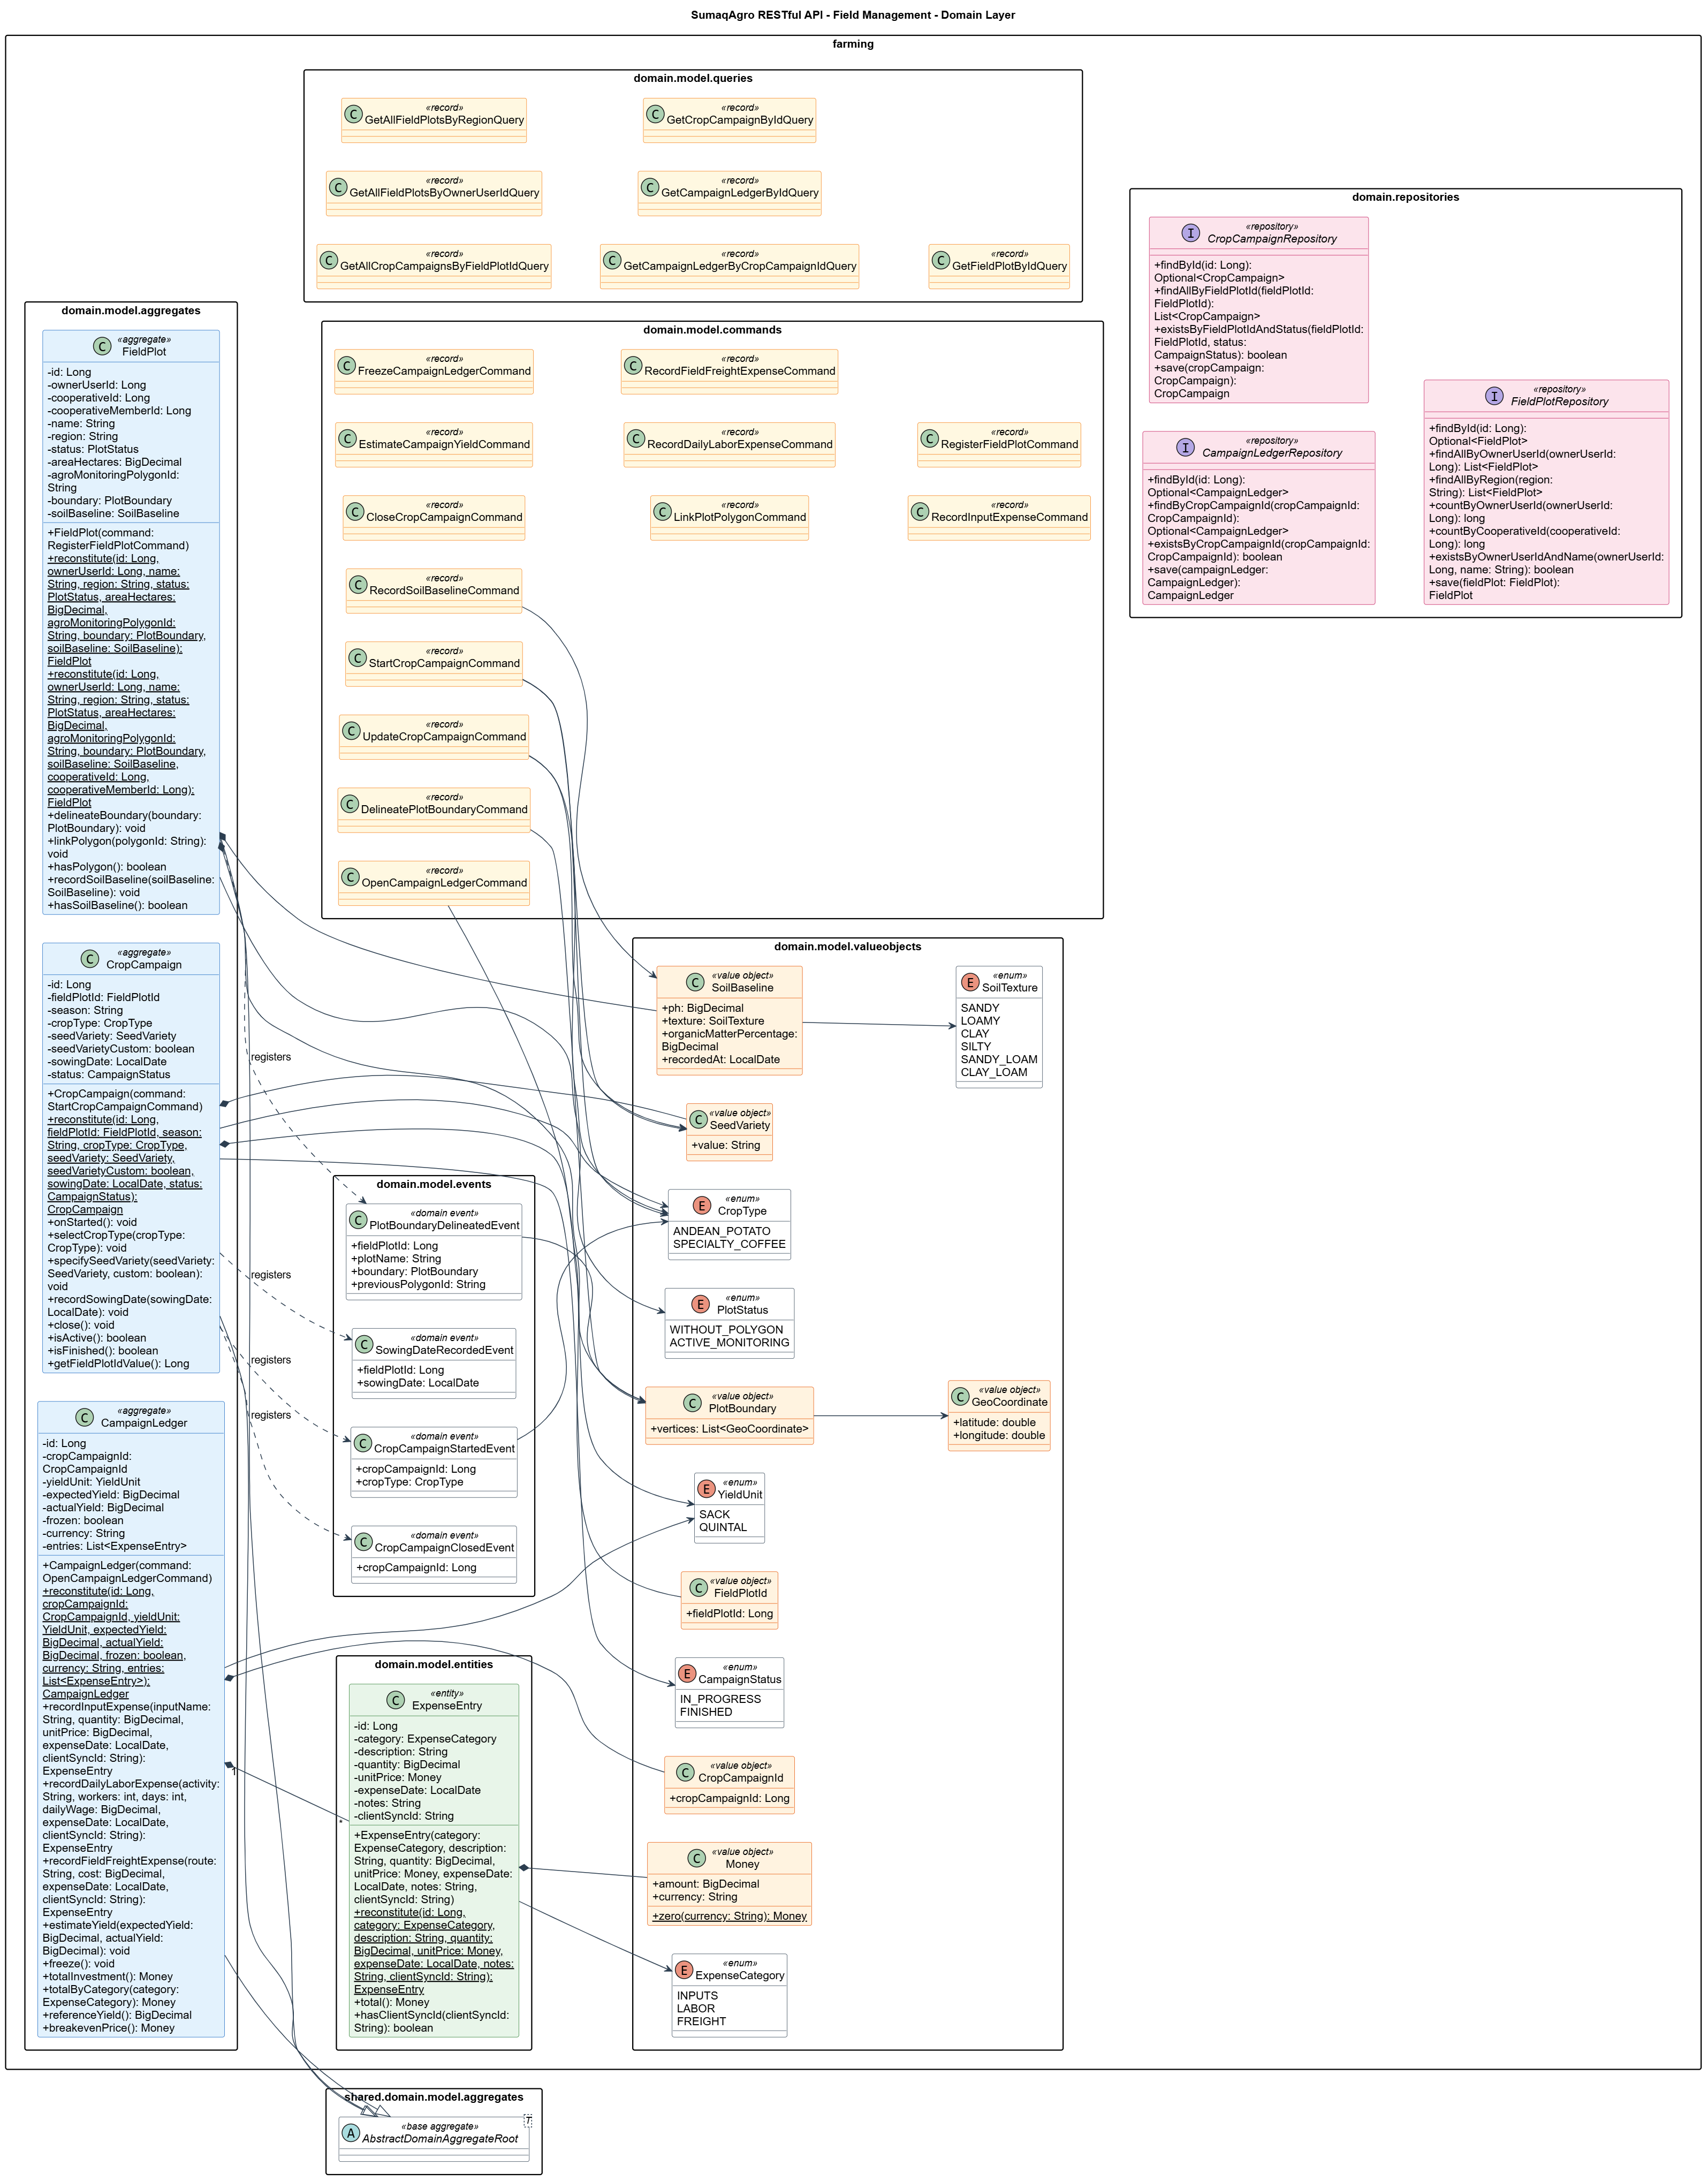 SumaqAgro RESTful API - Field Management - Domain Layer
farming
domain.model.queries
«record»
GetAllFieldPlotsByRegionQuery
«record»
GetCropCampaignByIdQuery
«record»
GetAllFieldPlotsByOwnerUserIdQuery
«record»
GetCampaignLedgerByIdQuery
«record»
GetAllCropCampaignsByFieldPlotIdQuery
«record»
GetCampaignLedgerByCropCampaignIdQuery
«record»
GetFieldPlotByIdQuery
domain.repositories
«repository»
CropCampaignRepository
+findById(id: Long):
Optional<CropCampaign>
+findAllByFieldPlotId(fieldPlotId:
FieldPlotId):
List<CropCampaign>
+existsByFieldPlotIdAndStatus(fieldPlotId:
FieldPlotId, status:
CampaignStatus): boolean
+save(cropCampaign:
CropCampaign):
CropCampaign
«repository»
CampaignLedgerRepository
+findById(id: Long):
Optional<CampaignLedger>
+findByCropCampaignId(cropCampaignId:
CropCampaignId):
Optional<CampaignLedger>
+existsByCropCampaignId(cropCampaignId:
CropCampaignId): boolean
+save(campaignLedger:
CampaignLedger):
CampaignLedger
«repository»
FieldPlotRepository
+findById(id: Long):
Optional<FieldPlot>
+findAllByOwnerUserId(ownerUserId:
Long): List<FieldPlot>
+findAllByRegion(region:
String): List<FieldPlot>
+countByOwnerUserId(ownerUserId:
Long): long
+countByCooperativeId(cooperativeId:
Long): long
+existsByOwnerUserIdAndName(ownerUserId:
Long, name: String): boolean
+save(fieldPlot: FieldPlot):
FieldPlot
domain.model.aggregates
«aggregate»
FieldPlot
-id: Long
-ownerUserId: Long
-cooperativeId: Long
-cooperativeMemberId: Long
-name: String
-region: String
-status: PlotStatus
-areaHectares: BigDecimal
-agroMonitoringPolygonId:
String
-boundary: PlotBoundary
-soilBaseline: SoilBaseline
+FieldPlot(command:
RegisterFieldPlotCommand)
+reconstitute(id: Long,
ownerUserId: Long, name:
String, region: String, status:
PlotStatus, areaHectares:
BigDecimal,
agroMonitoringPolygonId:
String, boundary: PlotBoundary,
soilBaseline: SoilBaseline):
FieldPlot
+reconstitute(id: Long,
ownerUserId: Long, name:
String, region: String, status:
PlotStatus, areaHectares:
BigDecimal,
agroMonitoringPolygonId:
String, boundary: PlotBoundary,
soilBaseline: SoilBaseline,
cooperativeId: Long,
cooperativeMemberId: Long):
FieldPlot
+delineateBoundary(boundary:
PlotBoundary): void
+linkPolygon(polygonId: String):
void
+hasPolygon(): boolean
+recordSoilBaseline(soilBaseline:
SoilBaseline): void
+hasSoilBaseline(): boolean
«aggregate»
CropCampaign
-id: Long
-fieldPlotId: FieldPlotId
-season: String
-cropType: CropType
-seedVariety: SeedVariety
-seedVarietyCustom: boolean
-sowingDate: LocalDate
-status: CampaignStatus
+CropCampaign(command:
StartCropCampaignCommand)
+reconstitute(id: Long,
fieldPlotId: FieldPlotId, season:
String, cropType: CropType,
seedVariety: SeedVariety,
seedVarietyCustom: boolean,
sowingDate: LocalDate, status:
CampaignStatus):
CropCampaign
+onStarted(): void
+selectCropType(cropType:
CropType): void
+specifySeedVariety(seedVariety:
SeedVariety, custom: boolean):
void
+recordSowingDate(sowingDate:
LocalDate): void
+close(): void
+isActive(): boolean
+isFinished(): boolean
+getFieldPlotIdValue(): Long
«aggregate»
CampaignLedger
-id: Long
-cropCampaignId:
CropCampaignId
-yieldUnit: YieldUnit
-expectedYield: BigDecimal
-actualYield: BigDecimal
-frozen: boolean
-currency: String
-entries: List<ExpenseEntry>
+CampaignLedger(command:
OpenCampaignLedgerCommand)
+reconstitute(id: Long,
cropCampaignId:
CropCampaignId, yieldUnit:
YieldUnit, expectedYield:
BigDecimal, actualYield:
BigDecimal, frozen: boolean,
currency: String, entries:
List<ExpenseEntry>):
CampaignLedger
+recordInputExpense(inputName:
String, quantity: BigDecimal,
unitPrice: BigDecimal,
expenseDate: LocalDate,
clientSyncId: String):
ExpenseEntry
+recordDailyLaborExpense(activity:
String, workers: int, days: int,
dailyWage: BigDecimal,
expenseDate: LocalDate,
clientSyncId: String):
ExpenseEntry
+recordFieldFreightExpense(route:
String, cost: BigDecimal,
expenseDate: LocalDate,
clientSyncId: String):
ExpenseEntry
+estimateYield(expectedYield:
BigDecimal, actualYield:
BigDecimal): void
+freeze(): void
+totalInvestment(): Money
+totalByCategory(category:
ExpenseCategory): Money
+referenceYield(): BigDecimal
+breakevenPrice(): Money
domain.model.commands
«record»
FreezeCampaignLedgerCommand
«record»
RecordFieldFreightExpenseCommand
«record»
EstimateCampaignYieldCommand
«record»
RecordDailyLaborExpenseCommand
«record»
RegisterFieldPlotCommand
«record»
CloseCropCampaignCommand
«record»
LinkPlotPolygonCommand
«record»
RecordInputExpenseCommand
«record»
RecordSoilBaselineCommand
«record»
StartCropCampaignCommand
«record»
UpdateCropCampaignCommand
«record»
DelineatePlotBoundaryCommand
«record»
OpenCampaignLedgerCommand
registers
registers
registers
registers
1
*
domain.model.events
«domain event»
PlotBoundaryDelineatedEvent
+fieldPlotId: Long
+plotName: String
+boundary: PlotBoundary
+previousPolygonId: String
«domain event»
SowingDateRecordedEvent
+fieldPlotId: Long
+sowingDate: LocalDate
«domain event»
CropCampaignStartedEvent
+cropCampaignId: Long
+cropType: CropType
«domain event»
CropCampaignClosedEvent
+cropCampaignId: Long
domain.model.entities
«entity»
ExpenseEntry
-id: Long
-category: ExpenseCategory
-description: String
-quantity: BigDecimal
-unitPrice: Money
-expenseDate: LocalDate
-notes: String
-clientSyncId: String
+ExpenseEntry(category:
ExpenseCategory, description:
String, quantity: BigDecimal,
unitPrice: Money, expenseDate:
LocalDate, notes: String,
clientSyncId: String)
+reconstitute(id: Long,
category: ExpenseCategory,
description: String, quantity:
BigDecimal, unitPrice: Money,
expenseDate: LocalDate, notes:
String, clientSyncId: String):
ExpenseEntry
+total(): Money
+hasClientSyncId(clientSyncId:
String): boolean
domain.model.valueobjects
«value object»
SoilBaseline
+ph: BigDecimal
+texture: SoilTexture
+organicMatterPercentage:
BigDecimal
+recordedAt: LocalDate
«enum»
SoilTexture
SANDY
LOAMY
CLAY
SILTY
SANDY_LOAM
CLAY_LOAM
«value object»
SeedVariety
+value: String
«enum»
CropType
ANDEAN_POTATO
SPECIALTY_COFFEE
«enum»
PlotStatus
WITHOUT_POLYGON
ACTIVE_MONITORING
«value object»
PlotBoundary
+vertices: List<GeoCoordinate>
«value object»
GeoCoordinate
+latitude: double
+longitude: double
«enum»
YieldUnit
SACK
QUINTAL
«value object»
FieldPlotId
+fieldPlotId: Long
«enum»
CampaignStatus
IN_PROGRESS
FINISHED
«value object»
CropCampaignId
+cropCampaignId: Long
«value object»
Money
+amount: BigDecimal
+currency: String
+zero(currency: String): Money
«enum»
ExpenseCategory
INPUTS
LABOR
FREIGHT
shared.domain.model.aggregates
«base aggregate»
AbstractDomainAggregateRoot
T